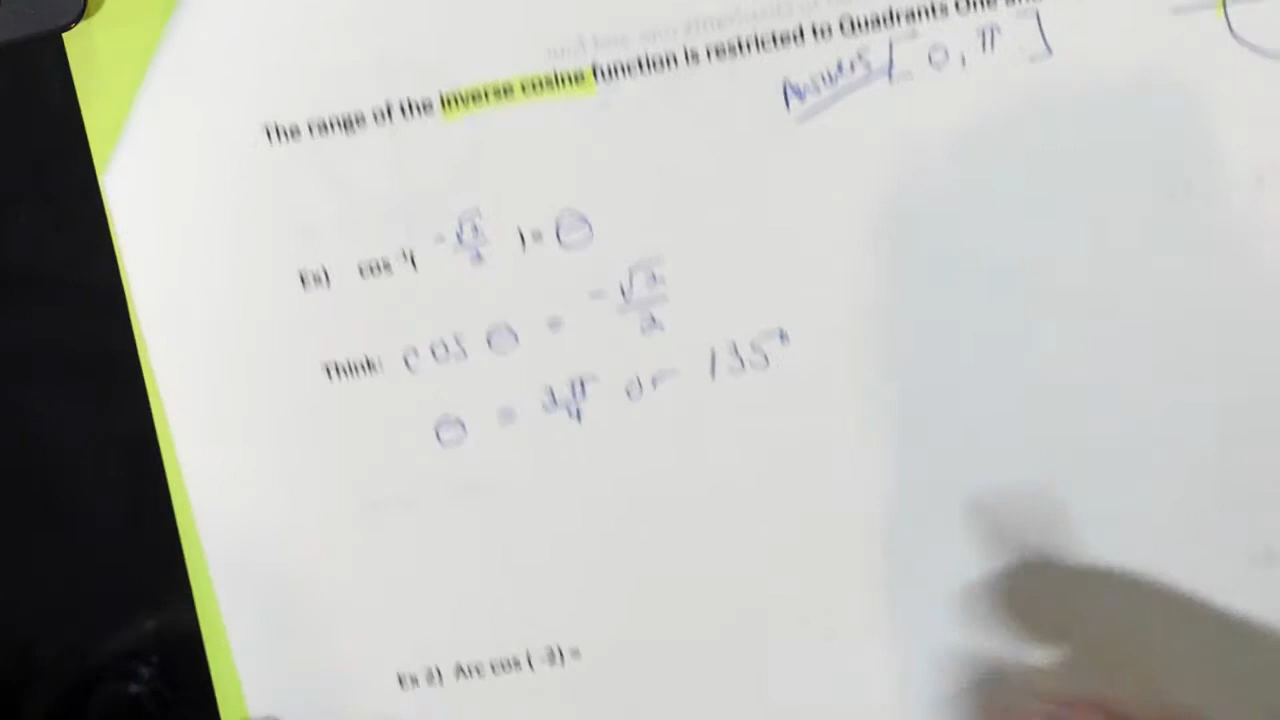 The range of the inverse cosine function is restricted to Quadrants One
Answers [0, π]
Ex) cos⁻¹( -√2/2 ) = θ
Think: cos θ = -√2/2
θ = 3π/4 or 135°
Ex 2) Arc cos ( -2) =